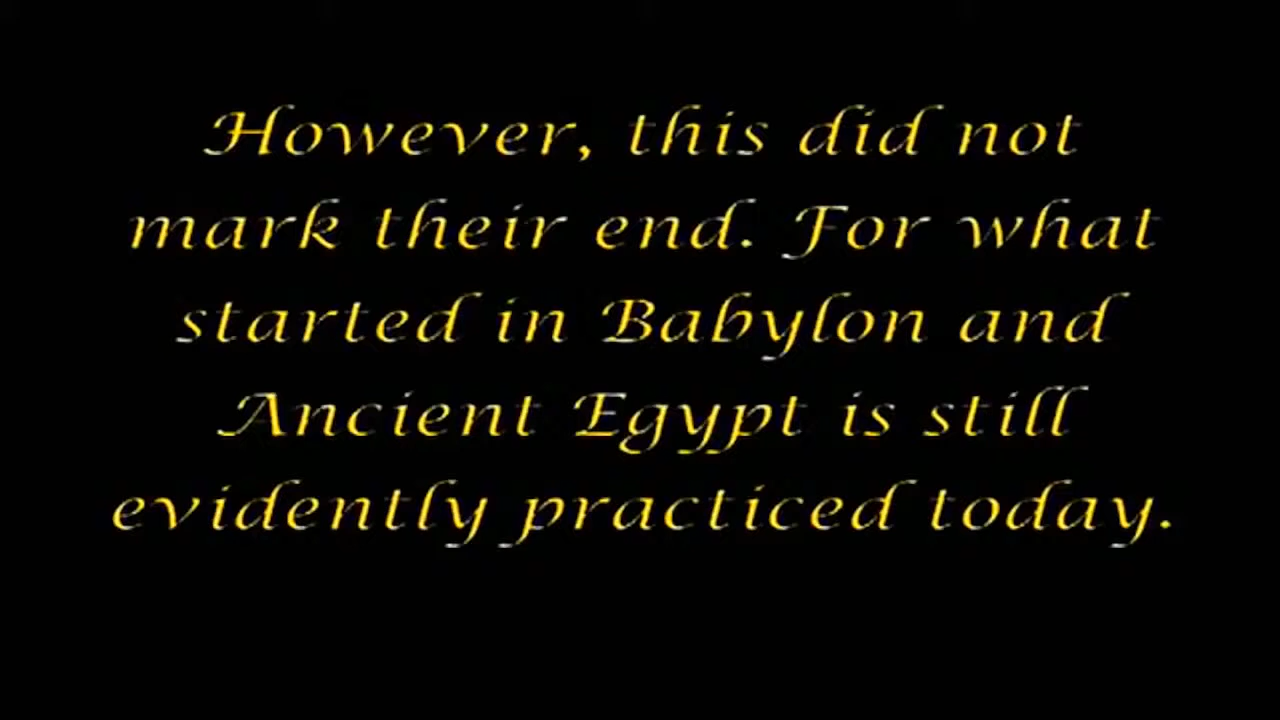 However, this did not
mark their end. For what
started in Babylon and
Ancient Egypt is still
evidently practiced today.